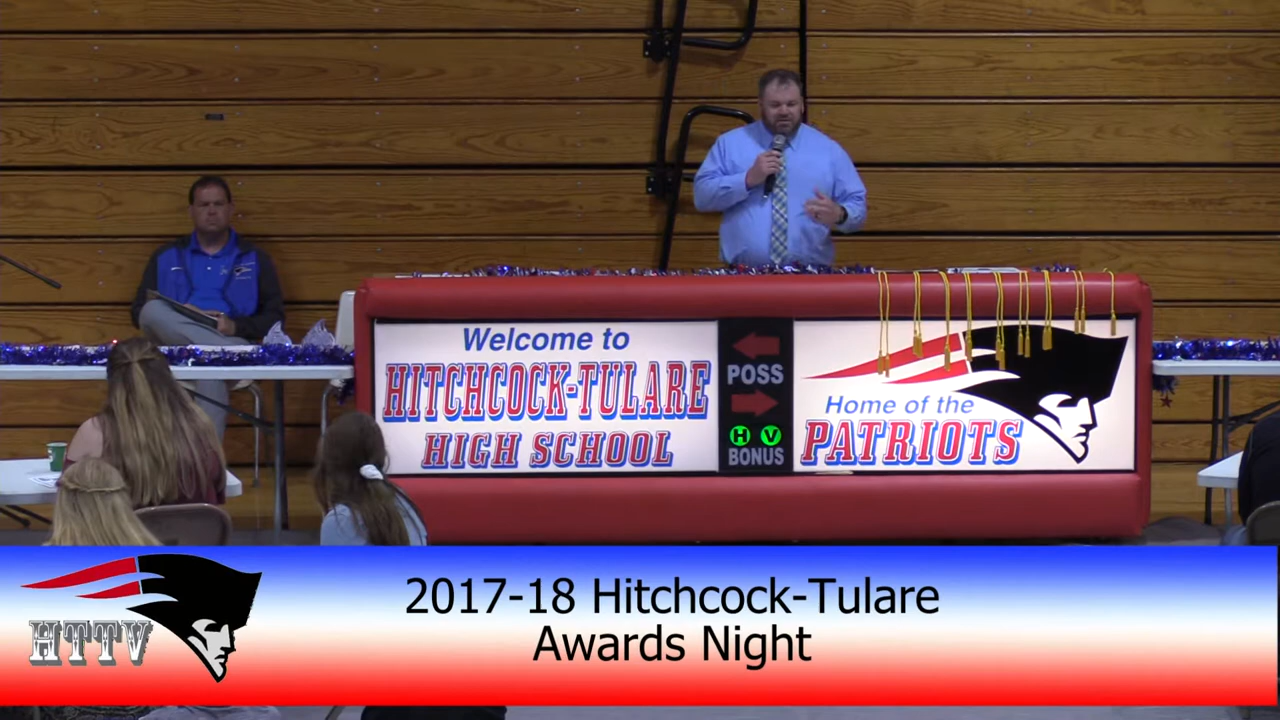 Welcome to
HITCHCOCK-TULARE
HIGH SCHOOL
POSS
H V
BONUS
Home of the
PATRIOTS
HTTV
2017-18 Hitchcock-Tulare
Awards Night